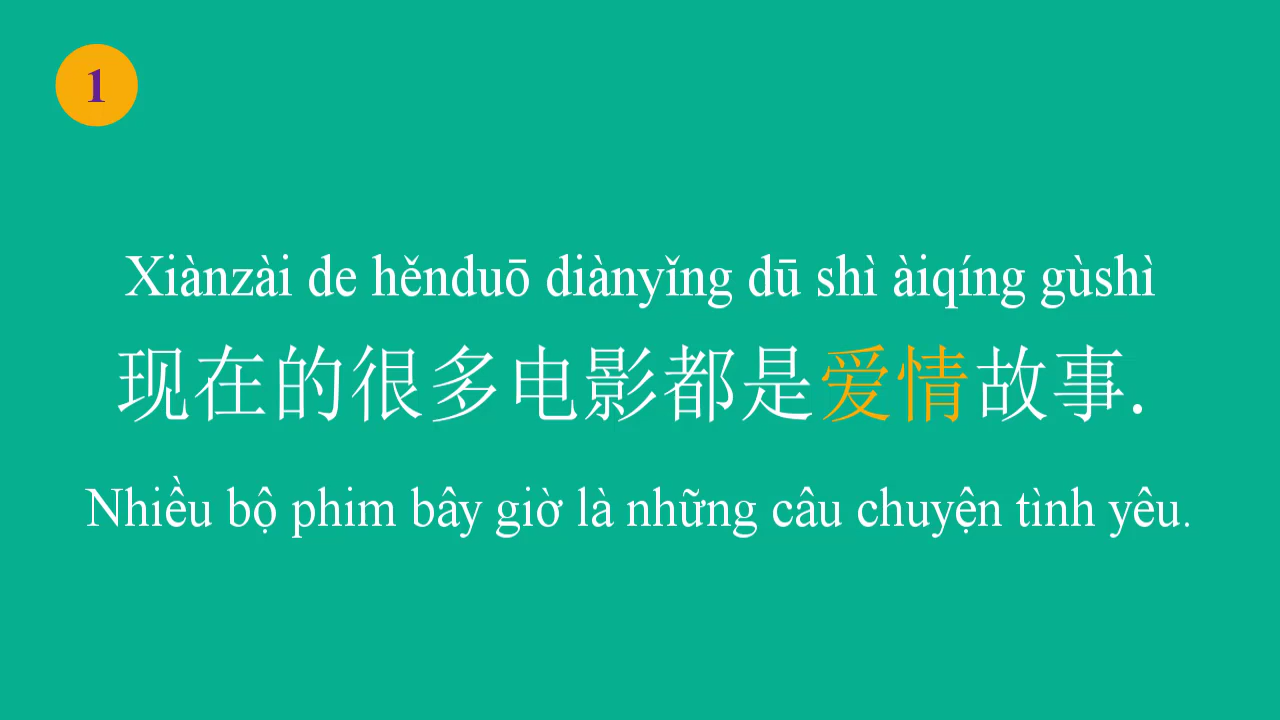 1
Xiànzài de hěnduō diànyǐng dū shì àiqíng gùshì
现在的很多电影都是爱情故事.
Nhiều bộ phim bây giờ là những câu chuyện tình yêu.